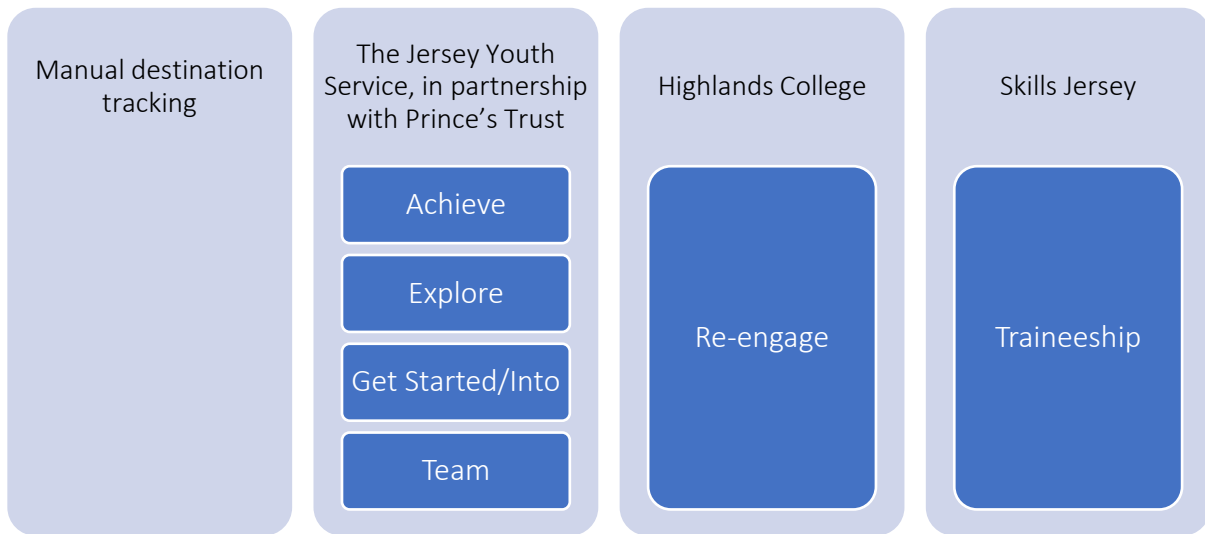 Manual destination
tracking
The Jersey Youth
Service, in partnership
with Prince's Trust
Achieve
Explore
Get Started/Into
Team
Highlands College
Re-engage
Skills Jersey
Traineeship